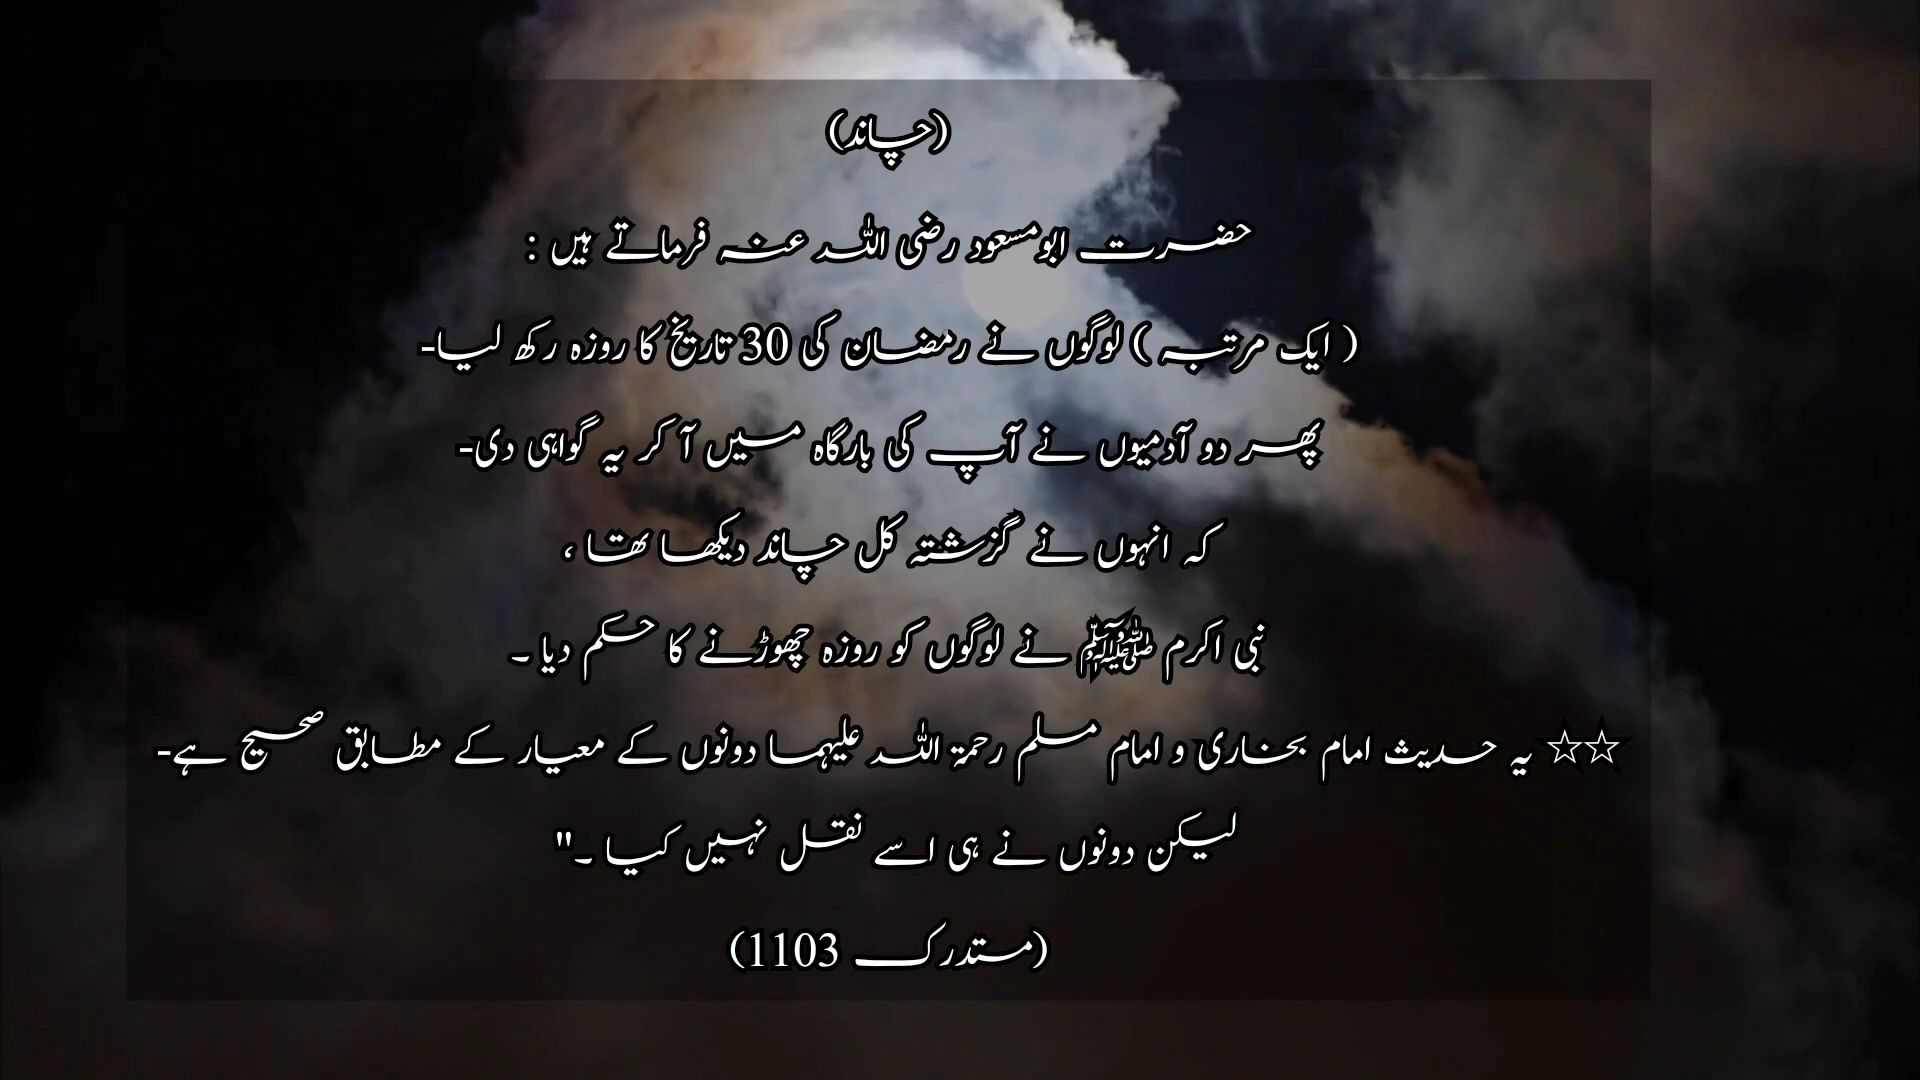 (چاند)
حضرت ابومسعود رضی اللہ عنہ فرماتے ہیں :
( ایک مرتبہ ) لوگوں نے رمضان کی 30 تاریخ کا روزہ رکھ لیا-
پھر دو آدمیوں نے آپ کی بارگاہ میں آ کر یہ گواہی دی-
کہ انہوں نے گزشتہ کل چاند دیکھا تھا ،
نبی اکرم ﷺ نے لوگوں کو روزہ چھوڑنے کا حکم دیا ۔
☆☆ یہ حدیث امام بخاری و امام مسلم رحمۃ اللہ علیہما دونوں کے معیار کے مطابق صحیح ہے-
لیکن دونوں نے ہی اسے نقل نہیں کیا ۔"
(مستدرک 1103)